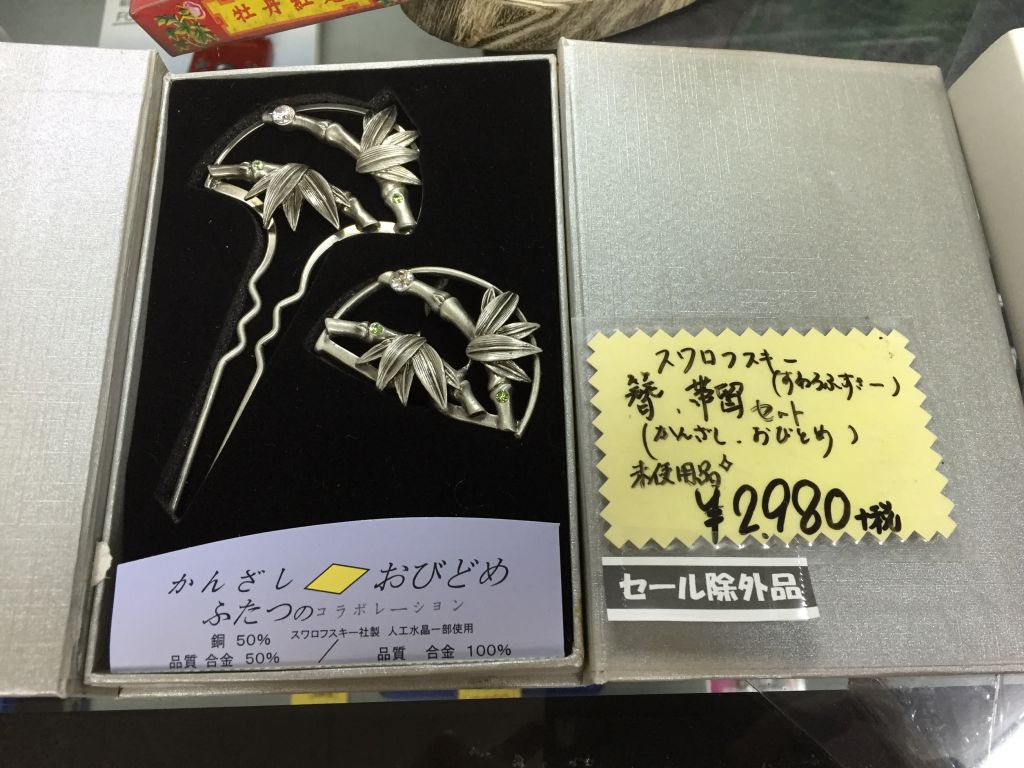 牡丹紅
かんざし おびどめ
ふたつのコラボレーション
銅 50% スワロフスキー社製 人工水晶一部使用
品質 合金 50% / 品質 合金 100%
スワロフスキー
(すわろふすきー)
簪、帯留セット
(かんざし、おびとめ)
未使用品
¥2,980+税
セール除外品